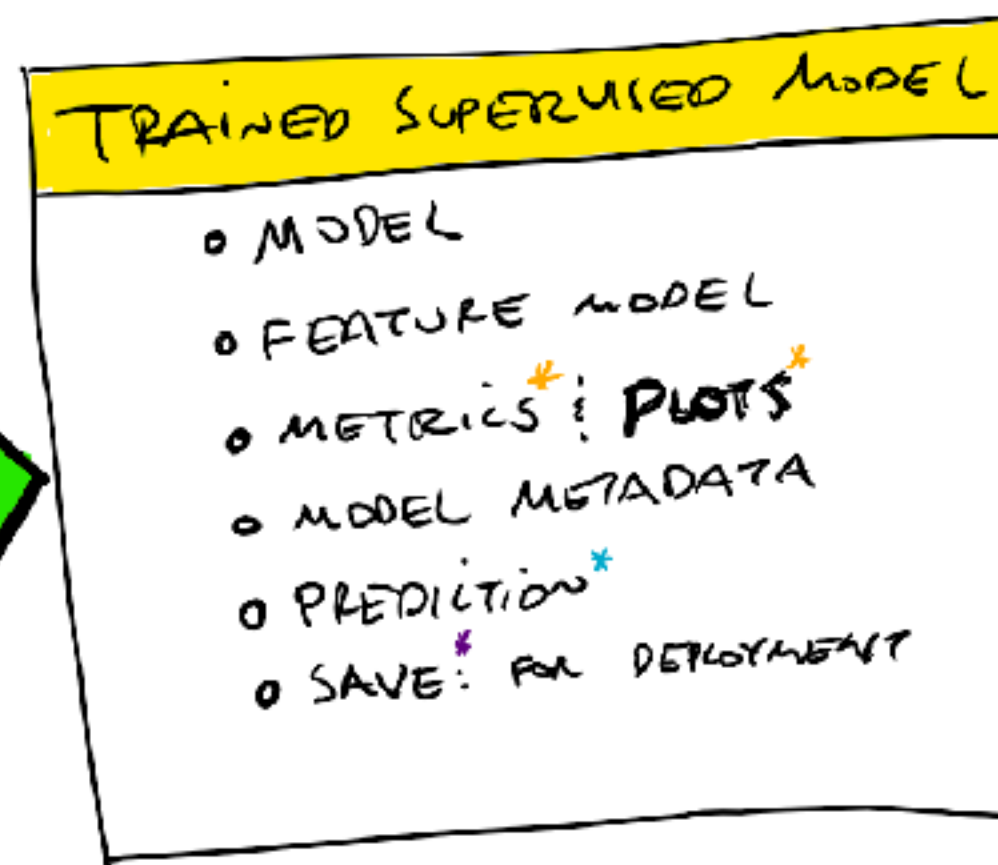 TRAINED SUPERVISED MODEL
• MODEL
• FEATURE MODEL
• METRICS* & PLOTS*
• MODEL METADATA
• PREDICTION*
• SAVE*: FOR DEPLOYMENT